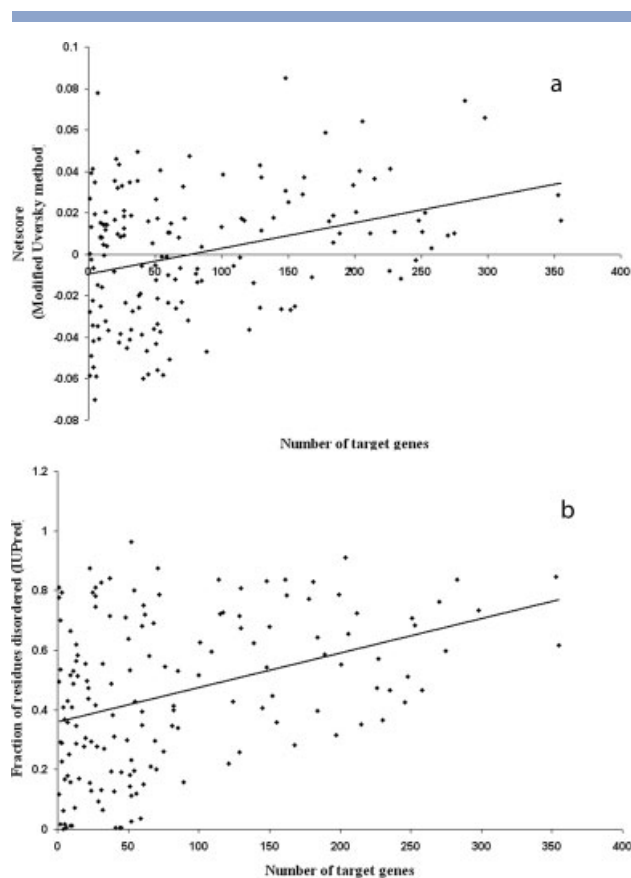 a
0.1
0.08
0.06
0.04
0.02
0
-0.02
-0.04
-0.06
-0.08
0 50 100 150 200 250 300 350 400
Netscore
(Modified Uversky method)
Number of target genes
b
1.2
1
0.8
0.6
0.4
0.2
0
0 50 100 150 200 250 300 350 400
Fraction of residues disordered (IUPred)
Number of target genes